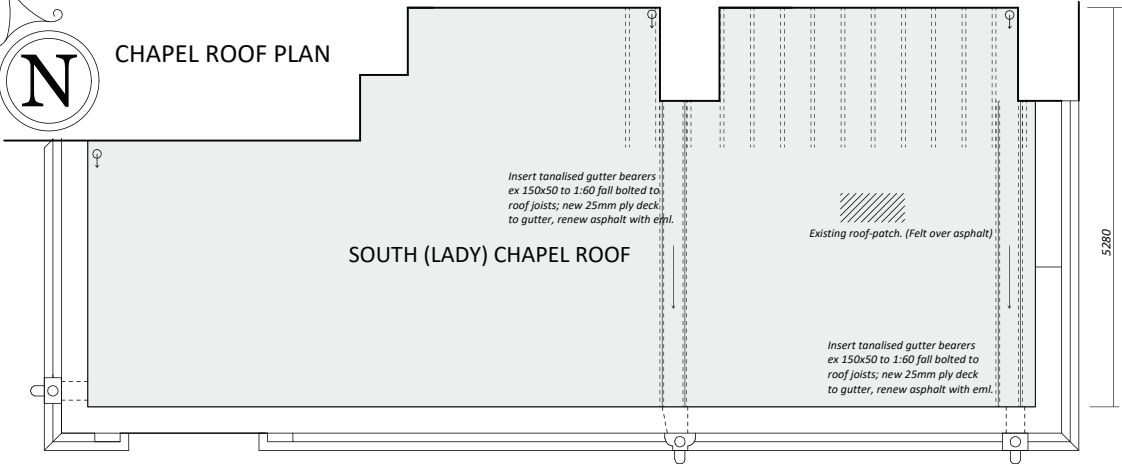 CHAPEL ROOF PLAN
N
Insert tanalised gutter bearers
ex 150x50 to 1:60 fall bolted to
roof joists; new 25mm ply deck
to gutter, renew asphalt with eml.
Existing roof-patch. (Felt over asphalt)
SOUTH (LADY) CHAPEL ROOF
5280
Insert tanalised gutter bearers
ex 150x50 to 1:60 fall bolted to
roof joists; new 25mm ply deck
to gutter, renew asphalt with eml.